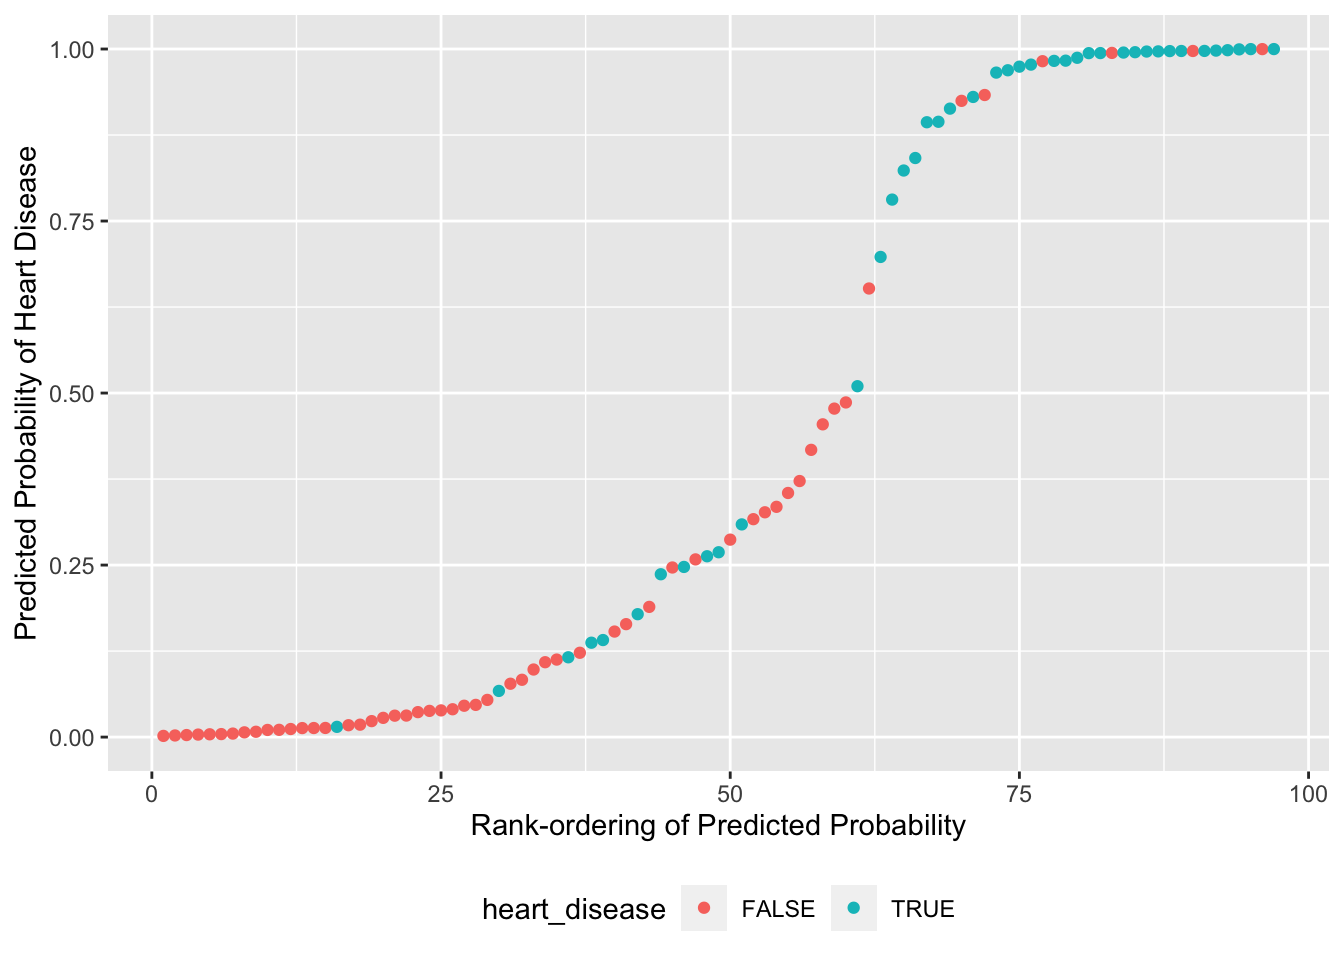 1.00
0.75
0.50
0.25
0.00
Predicted Probability of Heart Disease
0 25 50 75 100
Rank-ordering of Predicted Probability
heart_disease FALSE TRUE